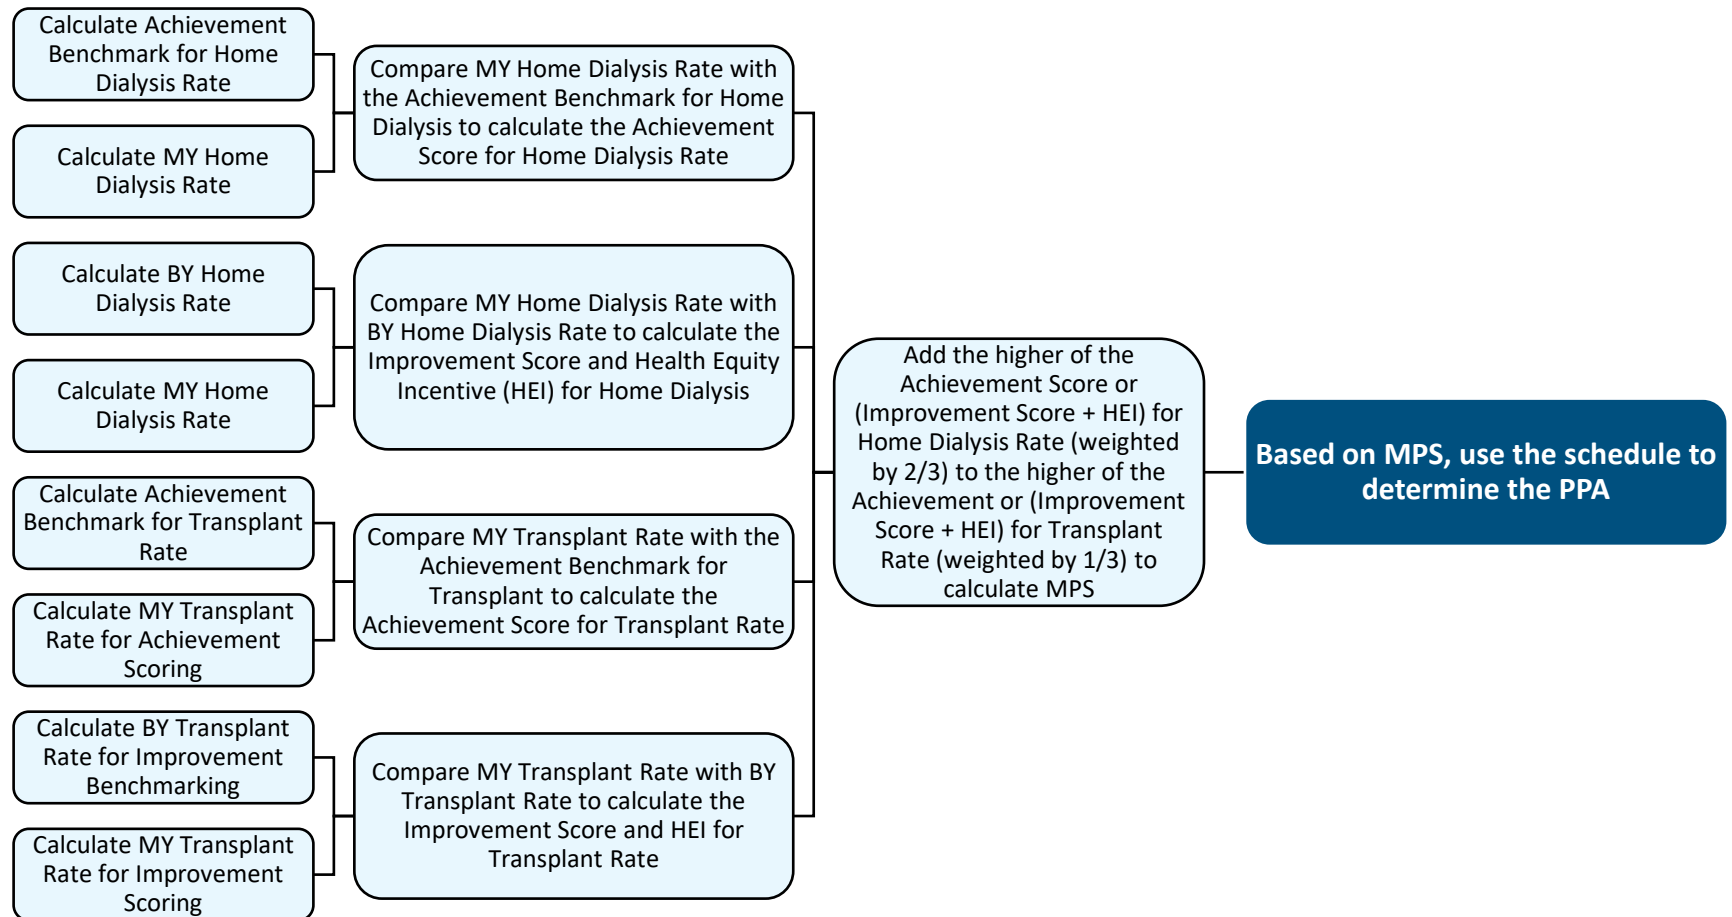 Calculate Achievement
Benchmark for Home
Dialysis Rate
Calculate MY Home
Dialysis Rate
Compare MY Home Dialysis Rate with
the Achievement Benchmark for Home
Dialysis to calculate the Achievement
Score for Home Dialysis Rate
Calculate BY Home
Dialysis Rate
Calculate MY Home
Dialysis Rate
Compare MY Home Dialysis Rate with
BY Home Dialysis Rate to calculate the
Improvement Score and Health Equity
Incentive (HEI) for Home Dialysis
Calculate Achievement
Benchmark for Transplant
Rate
Calculate MY Transplant
Rate for Achievement
Scoring
Compare MY Transplant Rate with the
Achievement Benchmark for
Transplant to calculate the
Achievement Score for Transplant Rate
Calculate BY Transplant
Rate for Improvement
Benchmarking
Calculate MY Transplant
Rate for Improvement
Scoring
Compare MY Transplant Rate with BY
Transplant Rate to calculate the
Improvement Score and HEI for
Transplant Rate
Add the higher of the
Achievement Score or
(Improvement Score + HEI) for
Home Dialysis Rate (weighted
by 2/3) to the higher of the
Achievement or (Improvement
Score + HEI) for Transplant
Rate (weighted by 1/3) to
calculate MPS
Based on MPS, use the schedule to
determine the PPA